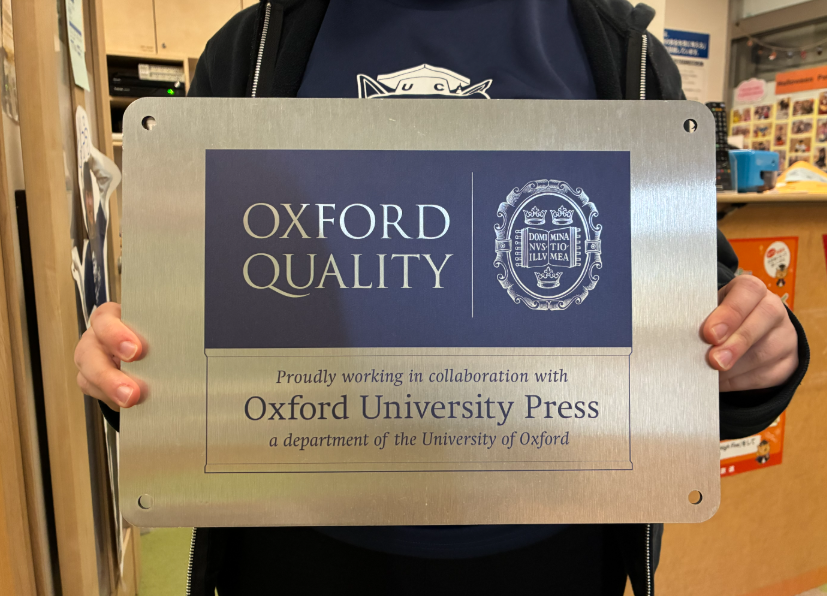 UCA
OXFORD
QUALITY
DOMI MINA
NVS TIO
ILLV MEA
Proudly working in collaboration with
Oxford University Press
a department of the University of Oxford